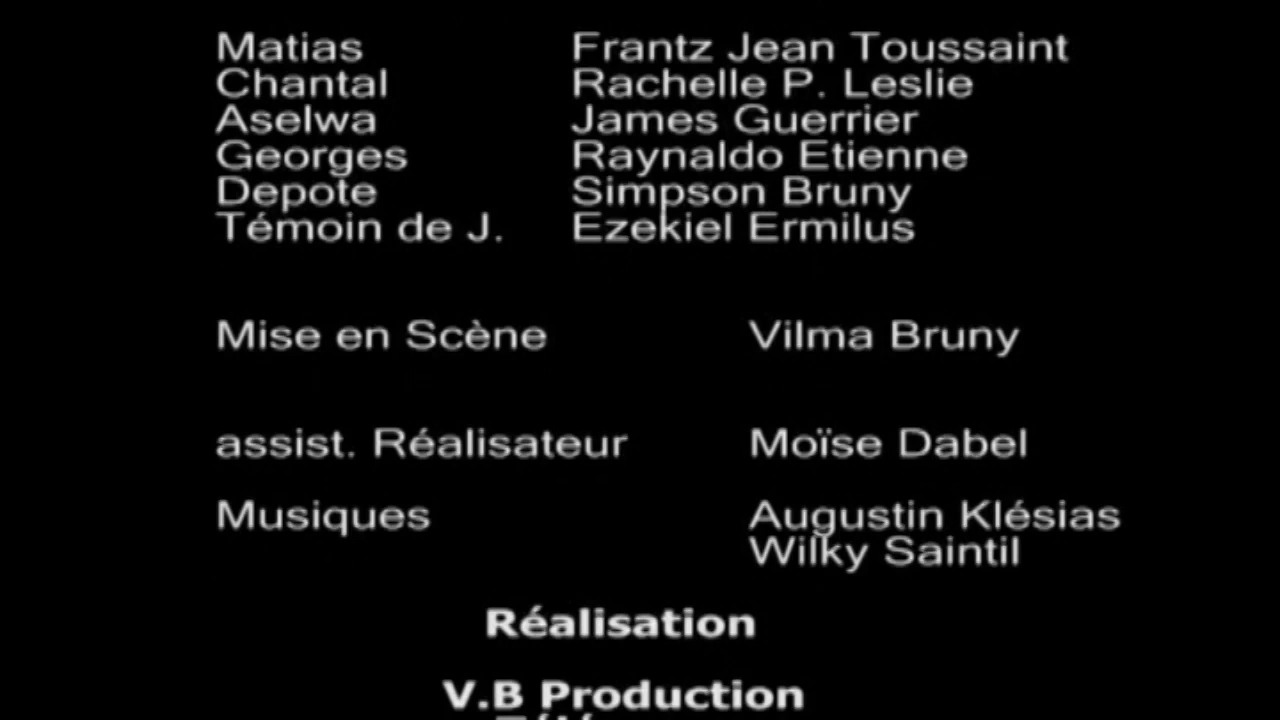 Matias Frantz Jean Toussaint
Chantal Rachelle P. Leslie
Aselwa James Guerrier
Georges Raynaldo Etienne
Depote Simpson Bruny
Témoin de J. Ezekiel Ermilus
Mise en Scène Vilma Bruny
assist. Réalisateur Moïse Dabel
Musiques Augustin Klésias
Wilky Saintil
Réalisation
V.B Production